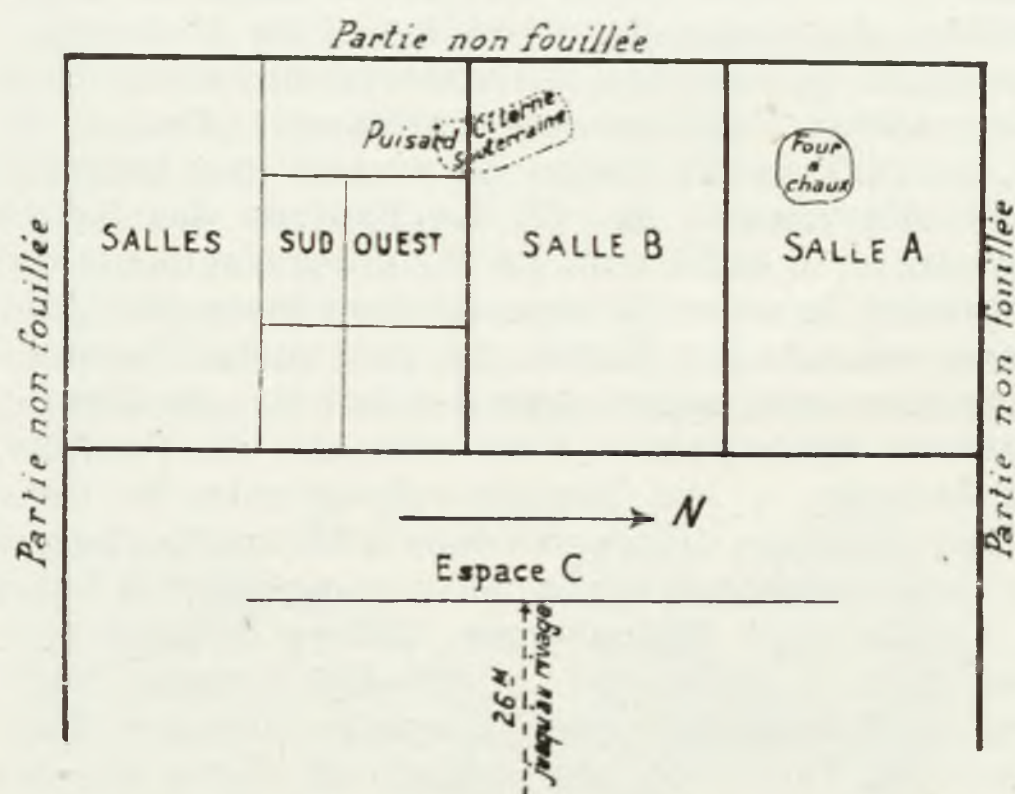 Partie non fouillée
Puisard
Citerne
Souterraine
Four
à
chaux
SALLES
SUD OUEST
SALLE B
SALLE A
Partie non fouillée
Partie non fouillée
N
Espace C
26 M
jusqu'au rivage